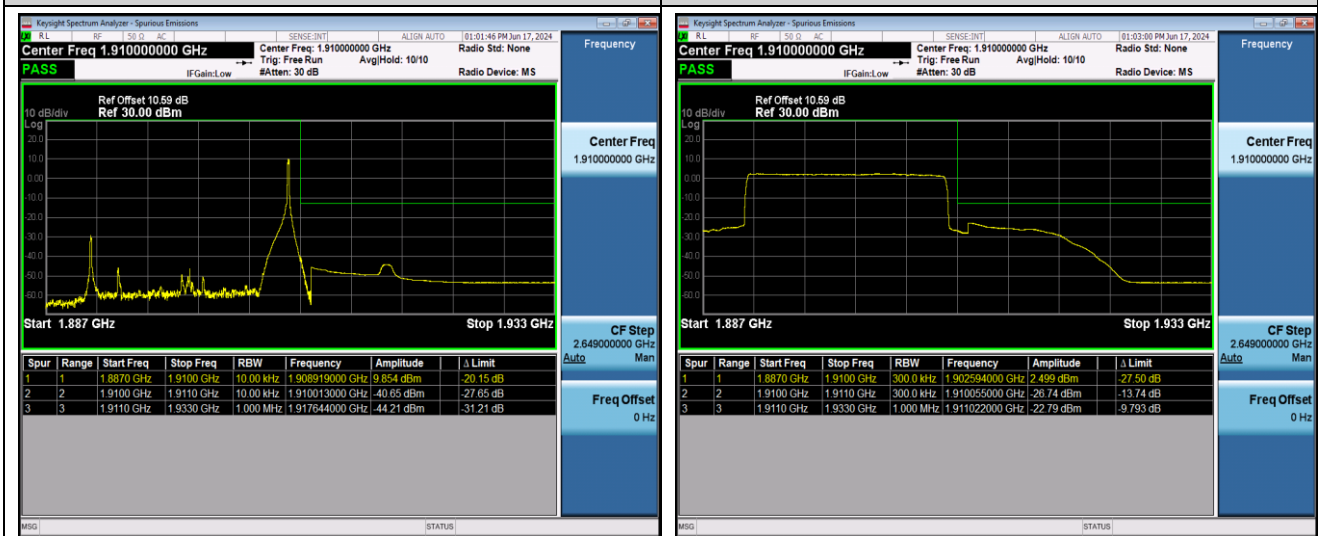 Keysight Spectrum Analyzer - Spurious Emissions
RL RF 50 Ω AC SENSE:INT ALIGN AUTO 01:01:46 PM Jun 17, 2024
Center Freq 1.910000000 GHz
Center Freq: 1.910000000 GHz
Radio Std: None
Trig: Free Run Avg|Hold: 10/10
PASS
IFGain:Low
#Atten: 30 dB
Radio Device: MS
Ref Offset 10.59 dB
10 dB/div Ref 30.00 dBm
Log
20.0
10.0
0.00
-10.0
-20.0
-30.0
-40.0
-50.0
-60.0
Start 1.887 GHz Stop 1.933 GHz
Spur Range Start Freq Stop Freq RBW Frequency Amplitude Δ Limit
1 1 1.8870 GHz 1.9100 GHz 10.00 kHz 1.908919000 GHz 9.854 dBm -20.15 dB
2 2 1.9100 GHz 1.9110 GHz 10.00 kHz 1.910013000 GHz -40.65 dBm -27.65 dB
3 3 1.9110 GHz 1.9330 GHz 1.000 MHz 1.917644000 GHz -44.21 dBm -31.21 dB
MSG STATUS
Frequency
Center Freq
1.910000000 GHz
CF Step
2.649000000 GHz
Auto Man
Freq Offset
0 Hz
Keysight Spectrum Analyzer - Spurious Emissions
RL RF 50 Ω AC SENSE:INT ALIGN AUTO 01:03:00 PM Jun 17, 2024
Center Freq 1.910000000 GHz
Center Freq: 1.910000000 GHz
Radio Std: None
Trig: Free Run Avg|Hold: 10/10
PASS
IFGain:Low
#Atten: 30 dB
Radio Device: MS
Ref Offset 10.59 dB
10 dB/div Ref 30.00 dBm
Log
20.0
10.0
0.00
-10.0
-20.0
-30.0
-40.0
-50.0
-60.0
Start 1.887 GHz Stop 1.933 GHz
Spur Range Start Freq Stop Freq RBW Frequency Amplitude Δ Limit
1 1 1.8870 GHz 1.9100 GHz 300.0 kHz 1.902594000 GHz 2.499 dBm -27.50 dB
2 2 1.9100 GHz 1.9110 GHz 300.0 kHz 1.910055000 GHz -26.74 dBm -13.74 dB
3 3 1.9110 GHz 1.9330 GHz 1.000 MHz 1.911022000 GHz -22.79 dBm -9.793 dB
MSG STATUS
Frequency
Center Freq
1.910000000 GHz
CF Step
2.649000000 GHz
Auto Man
Freq Offset
0 Hz